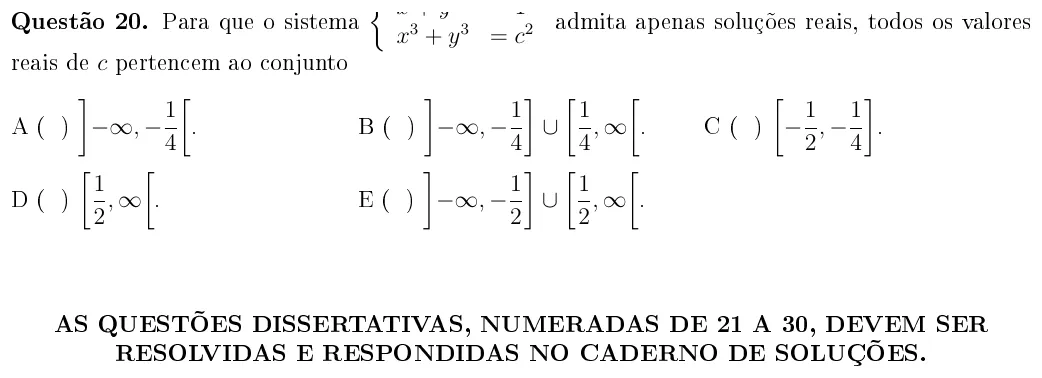 Questão 20. Para que o sistema { x³ + y³ = c² admita apenas soluções reais, todos os valores
reais de c pertencem ao conjunto
A ( ) ]−∞, −1/4[. B ( ) ]−∞, −1/4] ∪ [1/4, ∞[. C ( ) [−1/2, −1/4].
D ( ) [1/2, ∞[. E ( ) ]−∞, −1/2] ∪ [1/2, ∞[.
AS QUESTÕES DISSERTATIVAS, NUMERADAS DE 21 A 30, DEVEM SER
RESOLVIDAS E RESPONDIDAS NO CADERNO DE SOLUÇÕES.